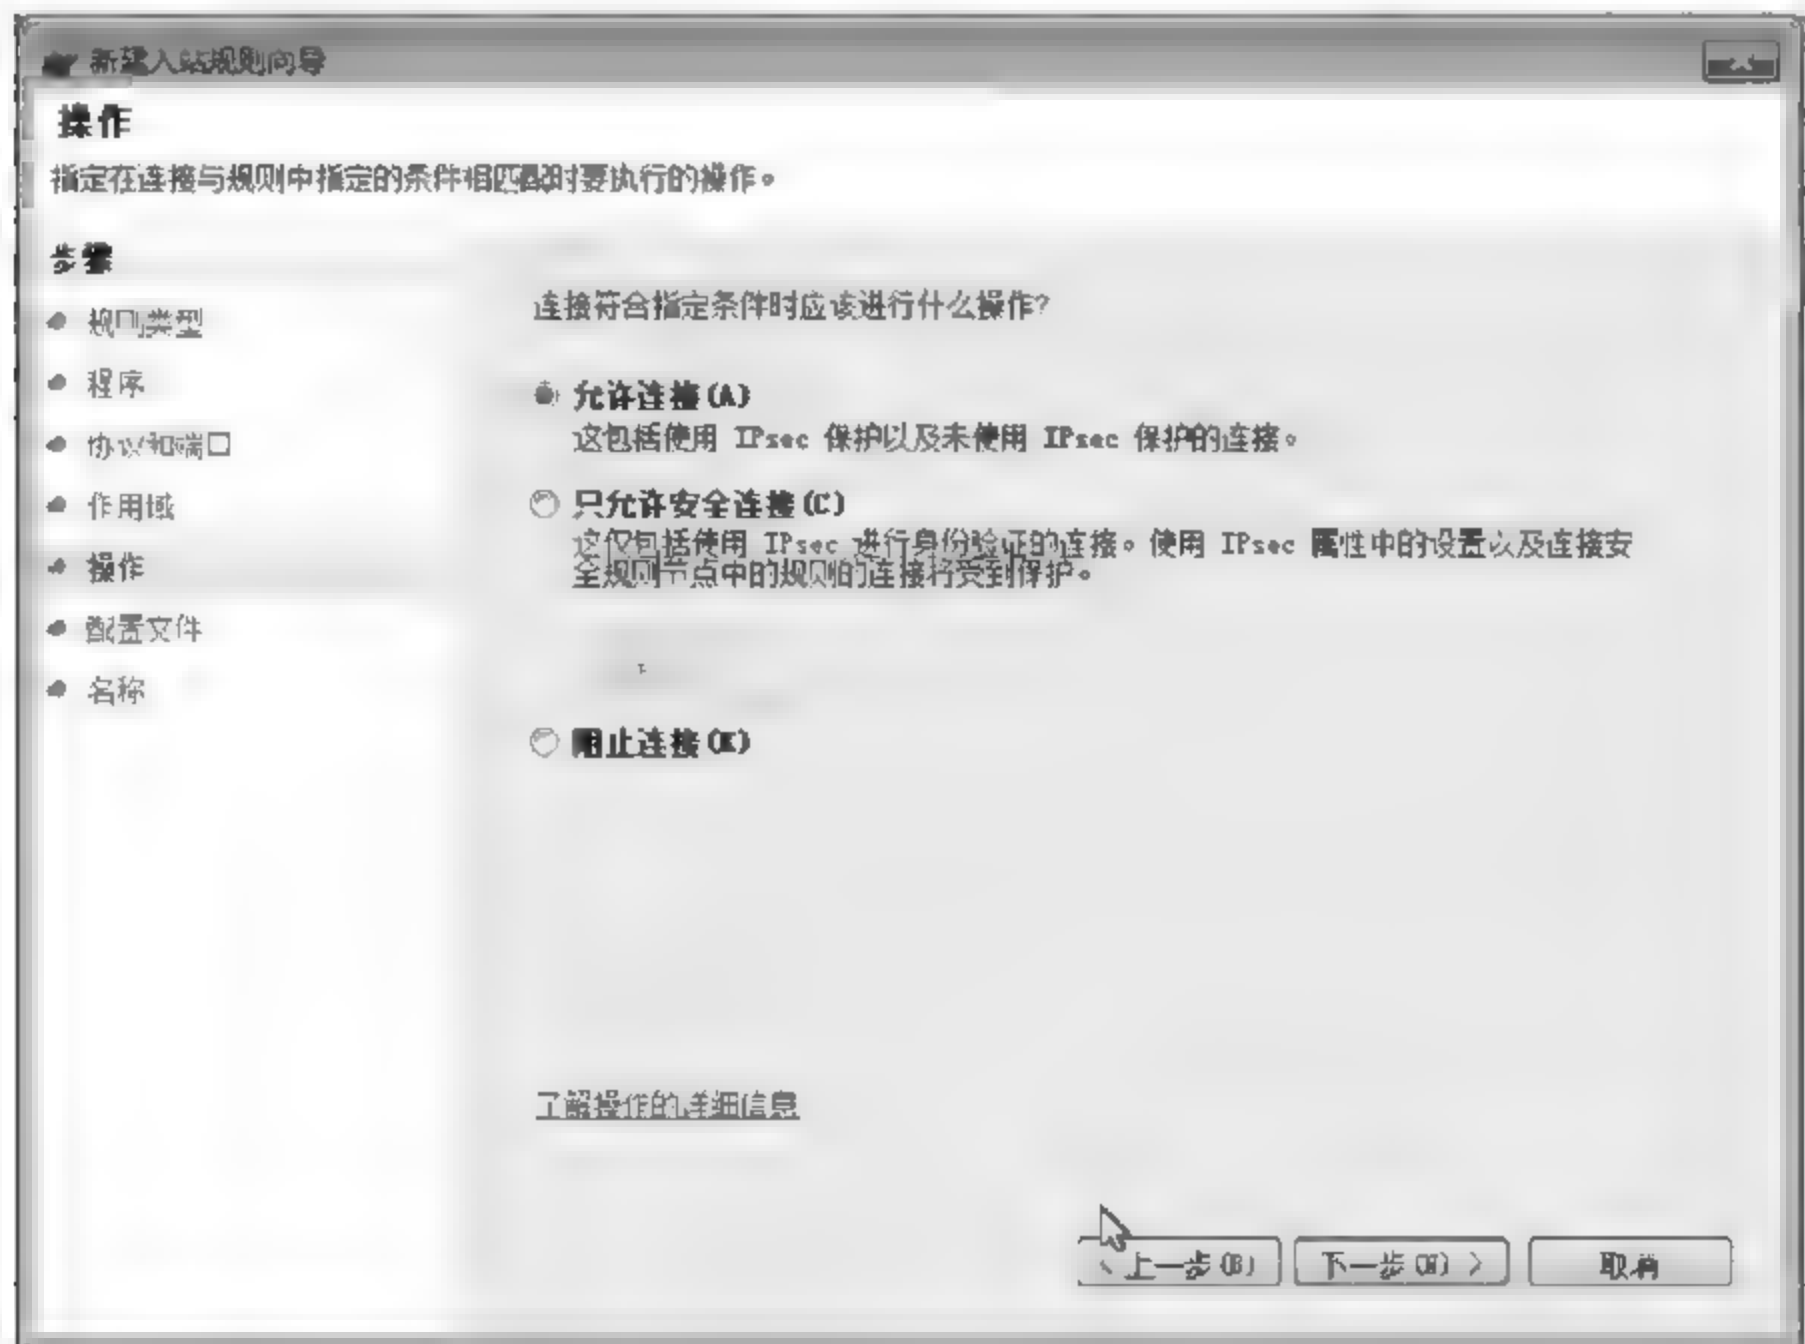 新建入站规则向导
操作
指定在连接与规则中指定的条件相匹配时要执行的操作。
步骤
规则类型
程序
协议和端口
作用域
操作
配置文件
名称
连接符合指定条件时应该进行什么操作?
允许连接(A)
这包括使用 IPsec 保护以及未使用 IPsec 保护的连接。
只允许安全连接(C)
这仅包括使用 IPsec 进行身份验证的连接。使用 IPsec 属性中的设置以及连接安
全规则节点中的规则的连接将受到保护。
阻止连接(K)
了解操作的详细信息
< 上一步(B)
下一步(N) >
取消